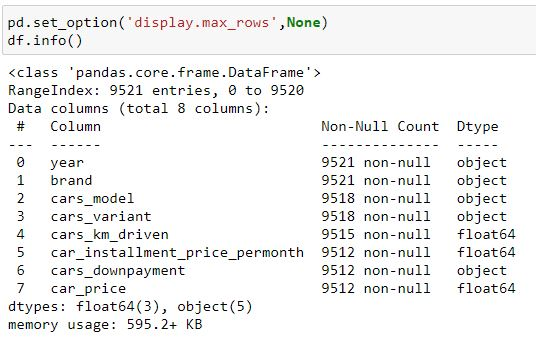 pd.set_option('display.max_rows',None)
df.info()
<class 'pandas.core.frame.DataFrame'>
RangeIndex: 9521 entries, 0 to 9520
Data columns (total 8 columns):
 #   Column                         Non-Null Count  Dtype
---  ------                         --------------  -----
 0   year                           9521 non-null   object
 1   brand                          9521 non-null   object
 2   cars_model                     9518 non-null   object
 3   cars_variant                   9518 non-null   object
 4   cars_km_driven                 9515 non-null   float64
 5   car_installment_price_permonth  9512 non-null   float64
 6   cars_downpayment               9512 non-null   object
 7   car_price                      9512 non-null   float64
dtypes: float64(3), object(5)
memory usage: 595.2+ KB